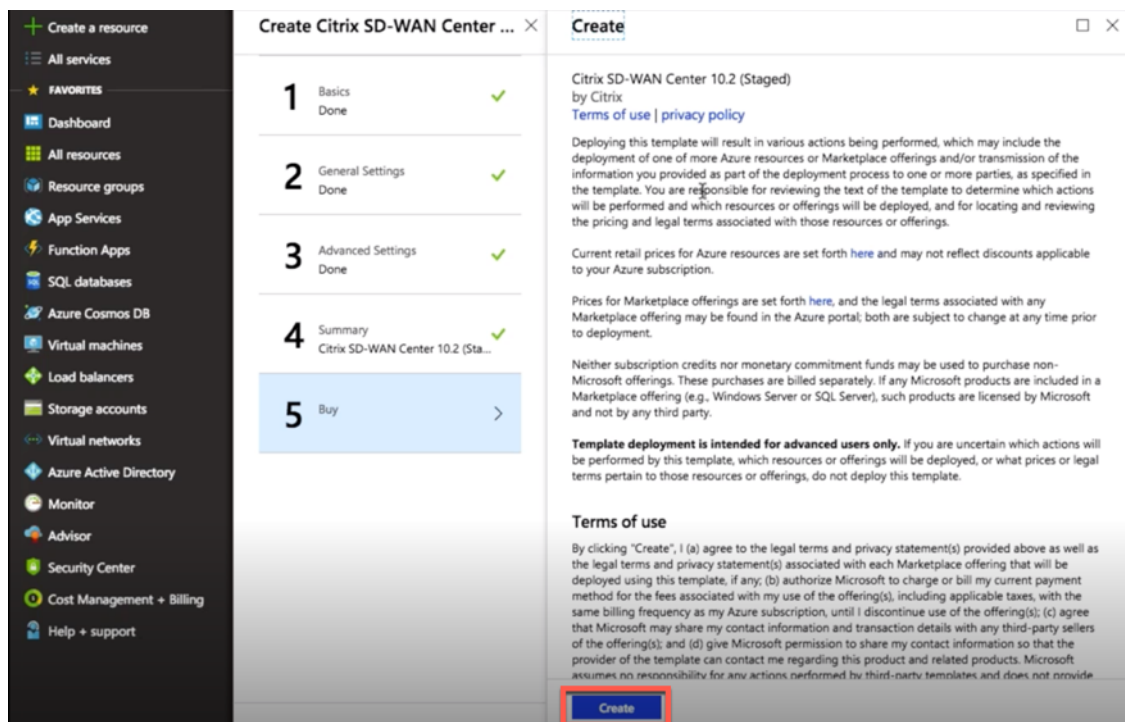 Create a resource
All services
FAVORITES
Dashboard
All resources
Resource groups
App Services
Function Apps
SQL databases
Azure Cosmos DB
Virtual machines
Load balancers
Storage accounts
Virtual networks
Azure Active Directory
Monitor
Advisor
Security Center
Cost Management + Billing
Help + support
Create Citrix SD-WAN Center ...
1
Basics
Done
2
General Settings
Done
3
Advanced Settings
Done
4
Summary
Citrix SD-WAN Center 10.2 (Sta...
5
Buy
Create
Citrix SD-WAN Center 10.2 (Staged)
by Citrix
Terms of use | privacy policy
Deploying this template will result in various actions being performed, which may include the
deployment of one of more Azure resources or Marketplace offerings and/or transmission of the
information you provided as part of the deployment process to one or more parties, as specified in
the template. You are responsible for reviewing the text of the template to determine which actions
will be performed and which resources or offerings will be deployed, and for locating and reviewing
the pricing and legal terms associated with those resources or offerings.
Current retail prices for Azure resources are set forth here and may not reflect discounts applicable
to your Azure subscription.
Prices for Marketplace offerings are set forth here, and the legal terms associated with any
Marketplace offering may be found in the Azure portal; both are subject to change at any time prior
to deployment.
Neither subscription credits nor monetary commitment funds may be used to purchase non-
Microsoft offerings. These purchases are billed separately. If any Microsoft products are included in a
Marketplace offering (e.g., Windows Server or SQL Server), such products are licensed by Microsoft
and not by any third party.
Template deployment is intended for advanced users only. If you are uncertain which actions will
be performed by this template, which resources or offerings will be deployed, or what prices or legal
terms pertain to those resources or offerings, do not deploy this template.
Terms of use
By clicking "Create", I (a) agree to the legal terms and privacy statement(s) provided above as well as
the legal terms and privacy statement(s) associated with each Marketplace offering that will be
deployed using this template, if any; (b) authorize Microsoft to charge or bill my current payment
method for the fees associated with my use of the offering(s), including applicable taxes, with the
same billing frequency as my Azure subscription, until I discontinue use of the offering(s); (c) agree
that Microsoft may share my contact information and transaction details with any third-party sellers
of the offering(s); and (d) give Microsoft permission to share my contact information so that the
provider of the template can contact me regarding this product and related products. Microsoft
assumes no responsibility for any actions performed by third-party templates and does not provide
Create